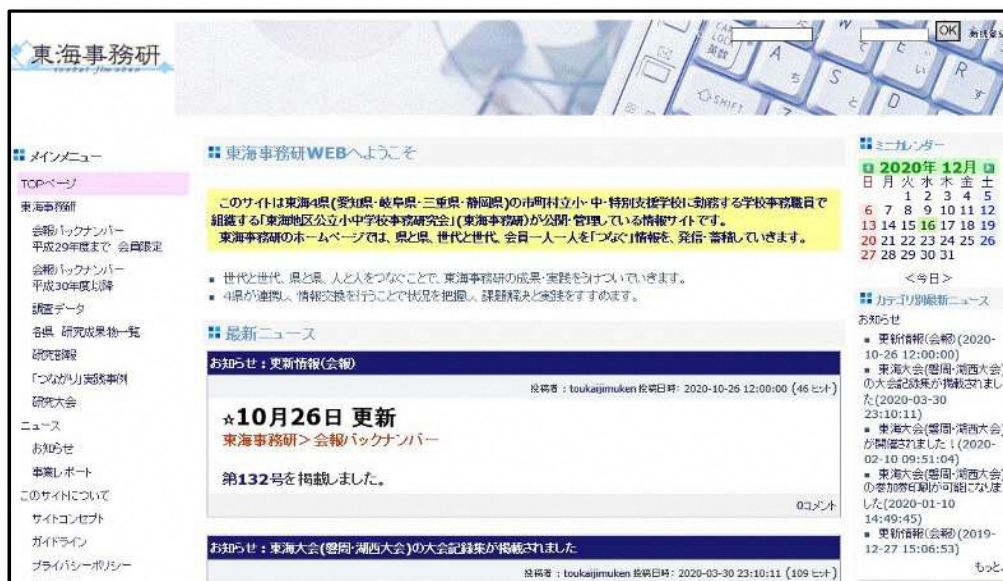 東海事務研
toukai jimuken
OK
メインメニュー
TOPページ
東海事務研
会報バックナンバー
平成29年度まで 会員限定
会報バックナンバー
平成30年度以降
調査データ
各県 研究成果物一覧
研究部報
「つながり」実践事例
研究大会
ニュース
お知らせ
事業レポート
このサイトについて
サイトコンセプト
ガイドライン
プライバシーポリシー
東海事務研WEBへようこそ
このサイトは東海4県(愛知県・岐阜県・三重県・静岡県)の市町村立小・中・特別支援学校に勤務する学校事務職員で
組織する「東海地区公立小中学校事務研究会」(東海事務研)が公開・管理している情報サイトです。
東海事務研のホームページでは、県と県、世代と世代、会員一人一人を「つなぐ」情報を、発信・蓄積していきます。
世代と世代、県と県、人と人をつなぐことで、東海事務研の成果・実践をうけついでいきます。
4県が連携し、情報交換を行うことで状況を把握し、課題解決と実践をすすめます。
最新ニュース
お知らせ : 更新情報(会報)
投稿者 : toukaijimuken 投稿日時: 2020-10-26 12:00:00 (46 ヒット)
☆10月26日 更新
東海事務研>会報バックナンバー
第132号を掲載しました。
0コメント
お知らせ : 東海大会(磐周・湖西大会)の大会記録集が掲載されました
投稿者 : toukaijimuken 投稿日時: 2020-03-30 23:10:11 (109 ヒット)
ミニカレンダー
2020年 12月
日 月 火 水 木 金 土
1 2 3 4 5
6 7 8 9 10 11 12
13 14 15 16 17 18 19
20 21 22 23 24 25 26
27 28 29 30 31
<今日>
カテゴリ別最新ニュース
お知らせ
更新情報(会報)(2020-
10-26 12:00:00)
東海大会(磐周・湖西大会)
の大会記録集が掲載されまし
た(2020-03-30
23:10:11)
東海大会(磐周・湖西大会)
が開催されました！(2020-
02-10 09:51:04)
東海大会(磐周・湖西大会)
の参加券印刷が可能になりま
した(2020-01-10
14:49:45)
更新情報(会報)(2019-
12-27 15:06:53)
もっと..